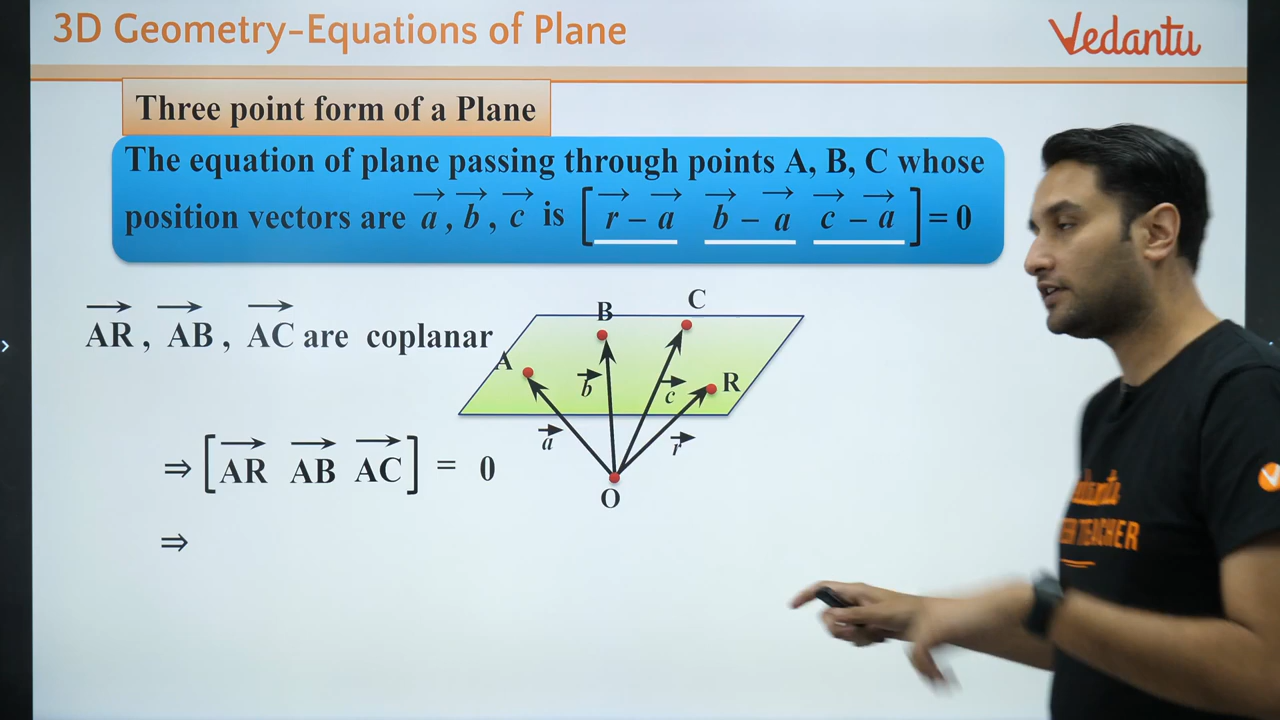 3D Geometry-Equations of Plane
Vedantu
Three point form of a Plane
The equation of plane passing through points A, B, C whose
position vectors are a⃗ , b⃗ , c⃗ is [ r⃗ − a⃗  b⃗ − a⃗  c⃗ − a⃗ ] = 0
AR⃗ , AB⃗ , AC⃗ are coplanar
A
B
C
R
b⃗
c⃗
a⃗
r⃗
O
⇒ [ AR⃗ AB⃗ AC⃗ ] = 0
⇒
TEACHER